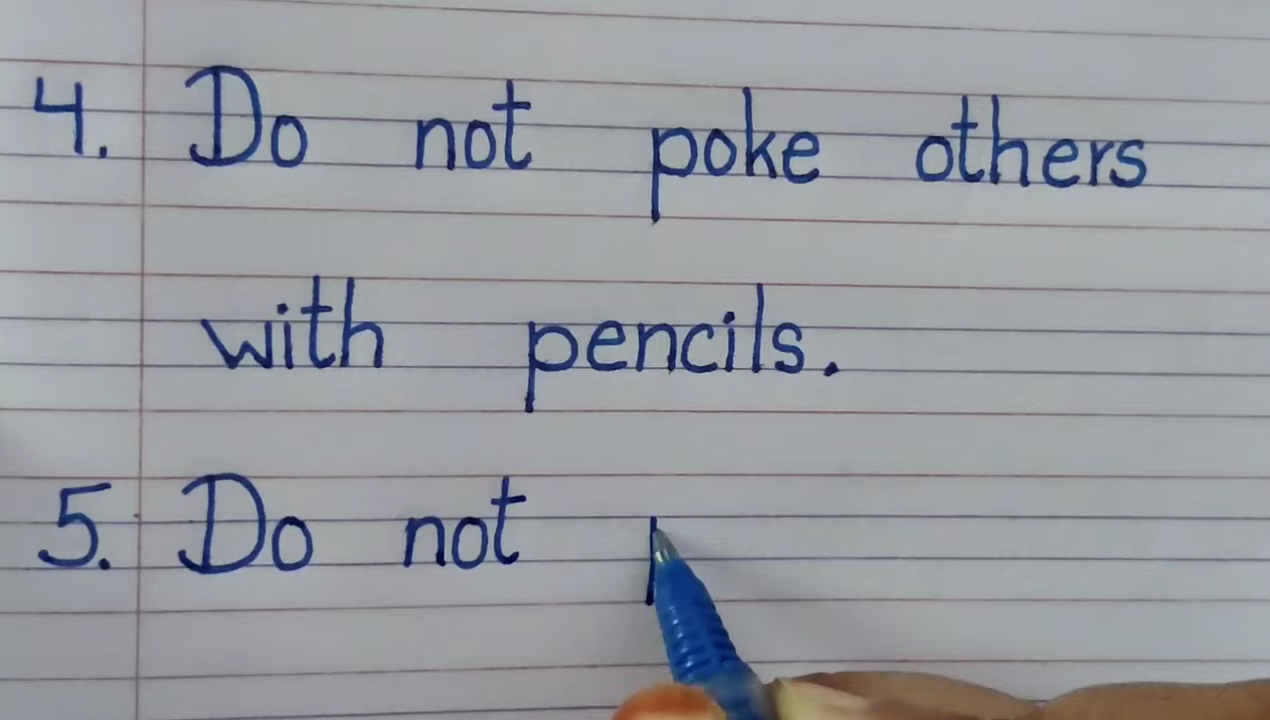 4. Do not poke others
with pencils.
5. Do not